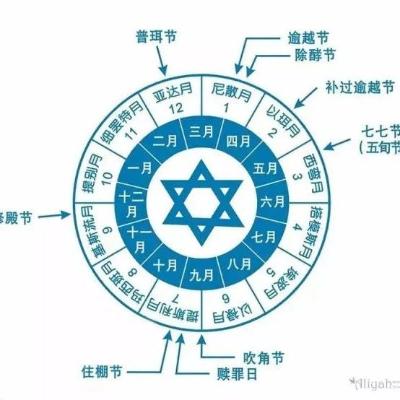 普珥节
逾越节
除酵节
补过逾越节
七七节
(五旬节
修殿节
住棚节
赎罪日
吹角节
尼散月
1
以珥月
2
西弯月
3
搭模斯月
4
埃波月
5
以禄月
6
提斯利月
7
玛西班月
8
基斯流月
9
提别月
10
细罢特月
11
亚达月
12
三月
四月
五月
六月
七月
八月
九月
十月
十一月
十二月
一月
二月
Aliyah